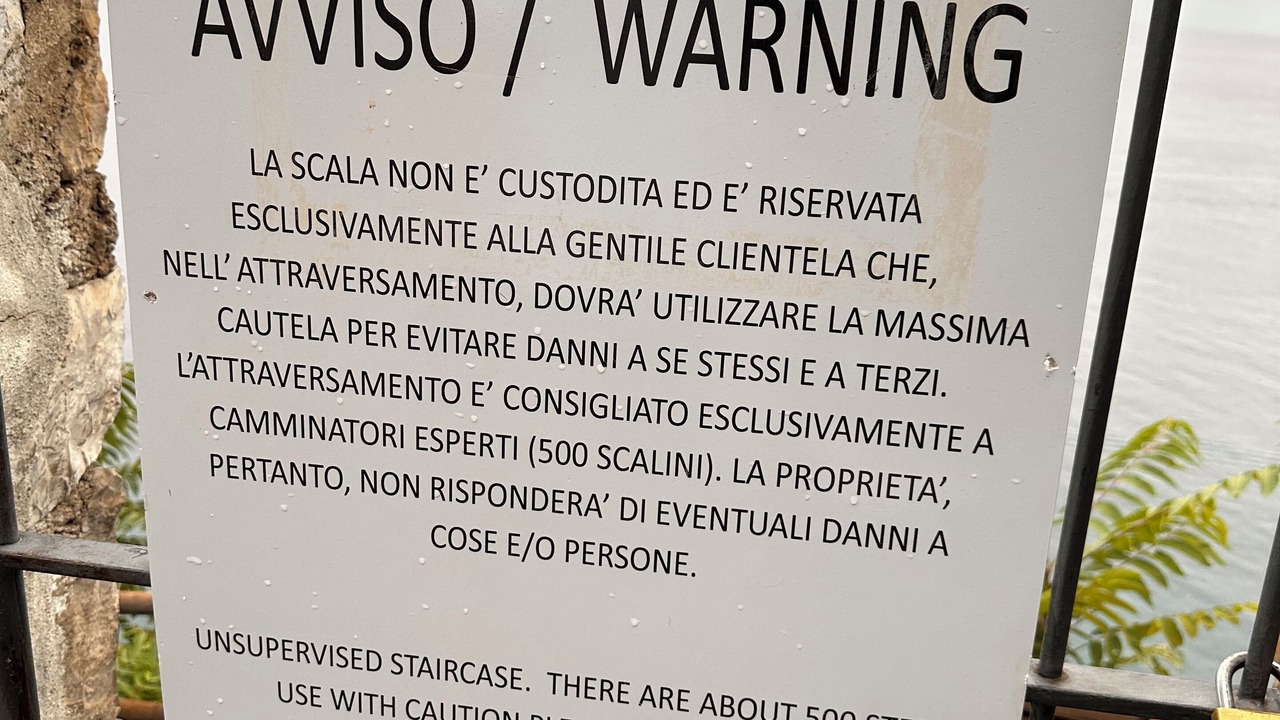 AVVISO / WARNING
LA SCALA NON E’ CUSTODITA ED E’ RISERVATA
ESCLUSIVAMENTE ALLA GENTILE CLIENTELA CHE,
NELL’ ATTRAVERSAMENTO, DOVRA’ UTILIZZARE LA MASSIMA
CAUTELA PER EVITARE DANNI A SE STESSI E A TERZI.
L’ATTRAVERSAMENTO E’ CONSIGLIATO ESCLUSIVAMENTE A
CAMMINATORI ESPERTI (500 SCALINI). LA PROPRIETA’,
PERTANTO, NON RISPONDERA’ DI EVENTUALI DANNI A
COSE E/O PERSONE.
UNSUPERVISED STAIRCASE. THERE ARE ABOUT 500
USE WITH CAUTION